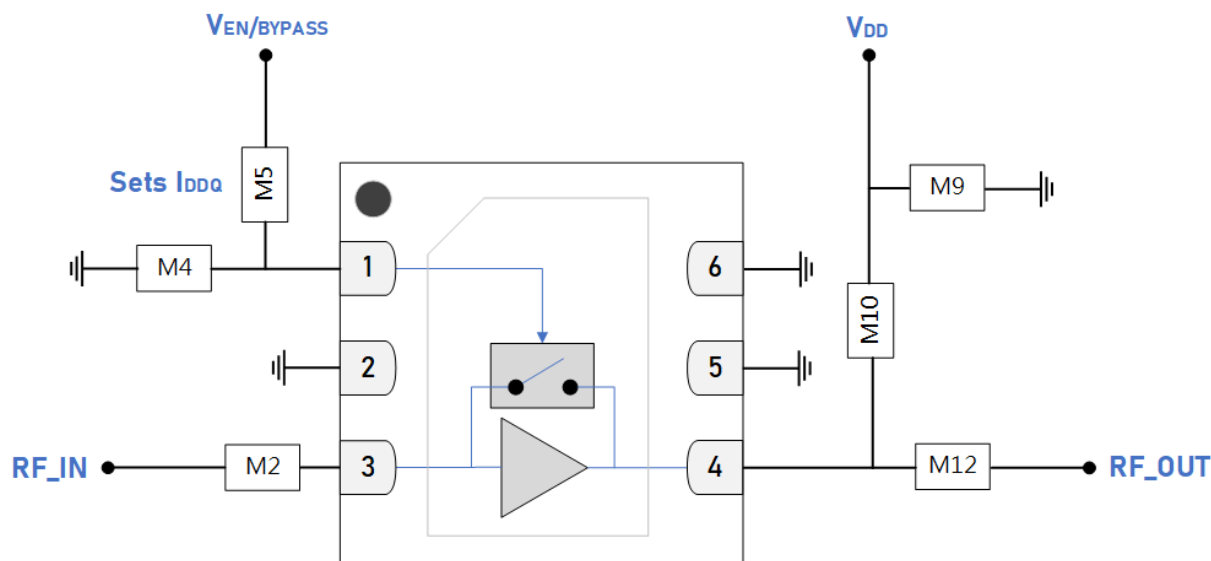 VEN/BYPASS
VDD
Sets IDDQ
M5
M9
M4
1
6
M10
2
5
RF_IN
M2
3
4
M12
RF_OUT